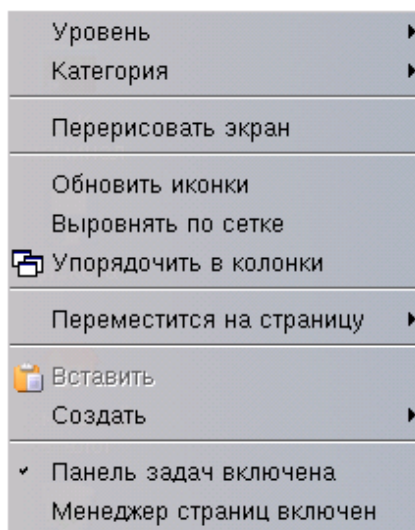 Уровень
Категория
Перерисовать экран
Обновить иконки
Выровнять по сетке
Упорядочить в колонки
Переместится на страницу
Вставить
Создать
Панель задач включена
Менеджер страниц включен